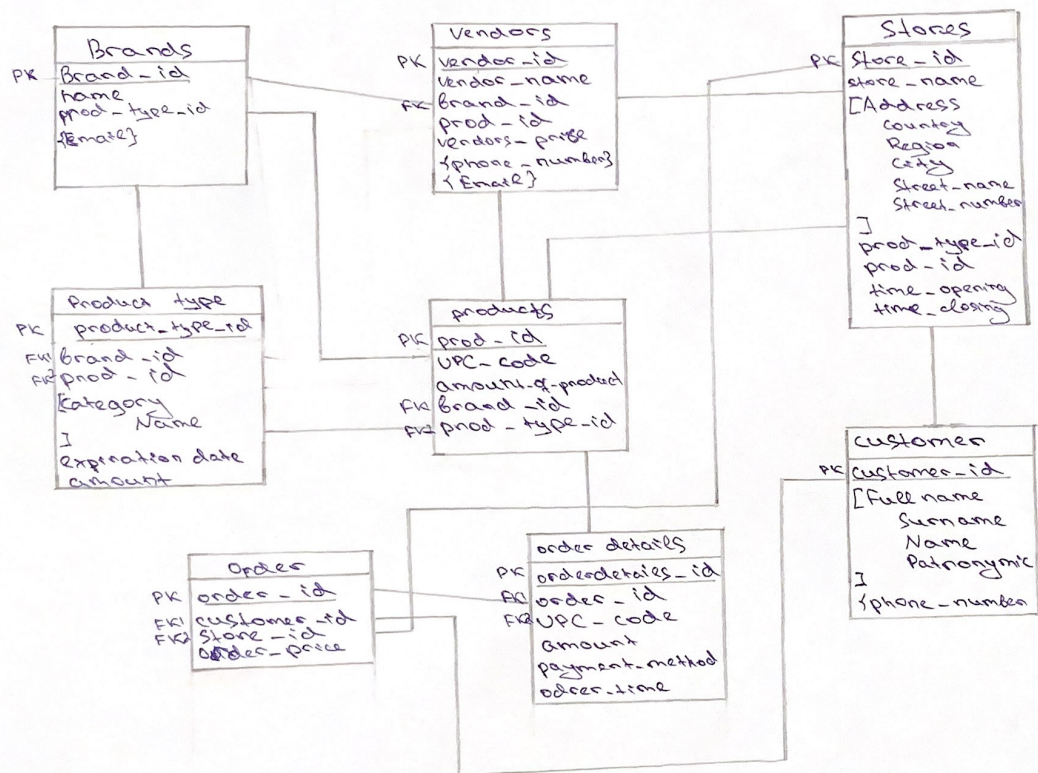 Brands
PK Brand_id
name
prod_type_id
{Email}
Vendors
PK vendor_id
vendor_name
FK brand_id
prod_id
vendors_prise
{phone_number}
{Email}
Stores
PK Store_id
store_name
[Address
country
Region
City
Street_name
Street_number
]
prod_type_id
prod_id
time_opening
time_closing
Product type
PK product_type_id
FK1 brand_id
FK2 prod_id
[category
Name
]
expiration date
amount
products
PK prod_id
UPC_code
amount_of_product
FK1 brand_id
FK2 prod_type_id
customer
PK customer_id
[Full name
Surname
Name
Patronymic
]
{phone_number
Order
PK order_id
FK1 customer_id
FK2 Store_id
order_price
order details
PK orderdetails_id
FK1 order_id
FK2 UPC_code
amount
payment_method
odrer_time